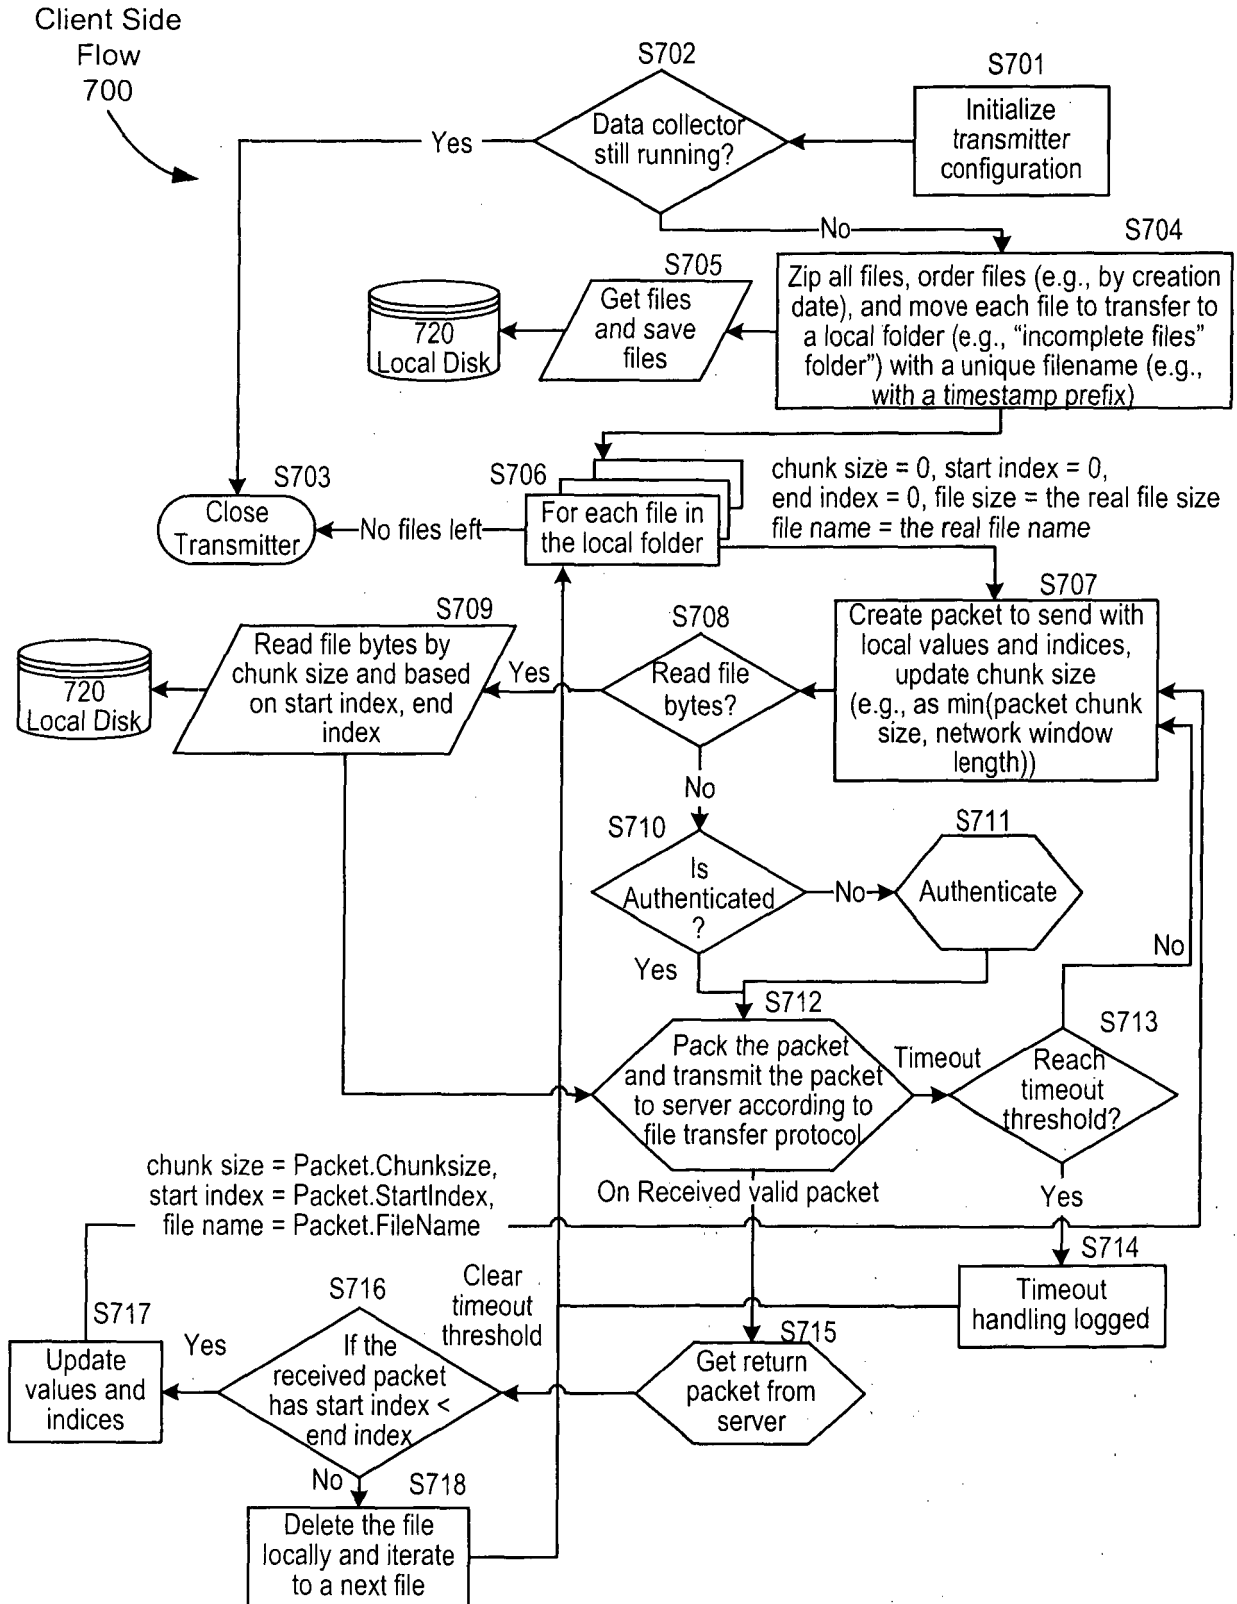 Client Side
Flow
700
S702
Data collector
still running?
S701
Initialize
transmitter
configuration
Yes
No
S704
Zip all files, order files (e.g., by creation
date), and move each file to transfer to
a local folder (e.g., “incomplete files”
folder”) with a unique filename (e.g.,
with a timestamp prefix)
S705
Get files
and save
files
720
Local Disk
S703
Close
Transmitter
No files left
S706
For each file in
the local folder
chunk size = 0, start index = 0,
end index = 0, file size = the real file size
file name = the real file name
S707
Create packet to send with
local values and indices,
update chunk size
(e.g., as min(packet chunk
size, network window
length))
S708
Read file
bytes?
Yes
S709
Read file bytes by
chunk size and based
on start index, end
index
720
Local Disk
No
S710
Is
Authenticated
?
No
S711
Authenticate
Yes
No
S712
Pack the packet
and transmit the packet
to server according to
file transfer protocol
Timeout
S713
Reach
timeout
threshold?
Yes
On Received valid packet
chunk size = Packet.Chunksize,
start index = Packet.StartIndex,
file name = Packet.FileName
S714
Timeout
handling logged
Clear
timeout
threshold
S715
Get return
packet from
server
S716
If the
received packet
has start index <
end index
Yes
S717
Update
values and
indices
No
S718
Delete the file
locally and iterate
to a next file